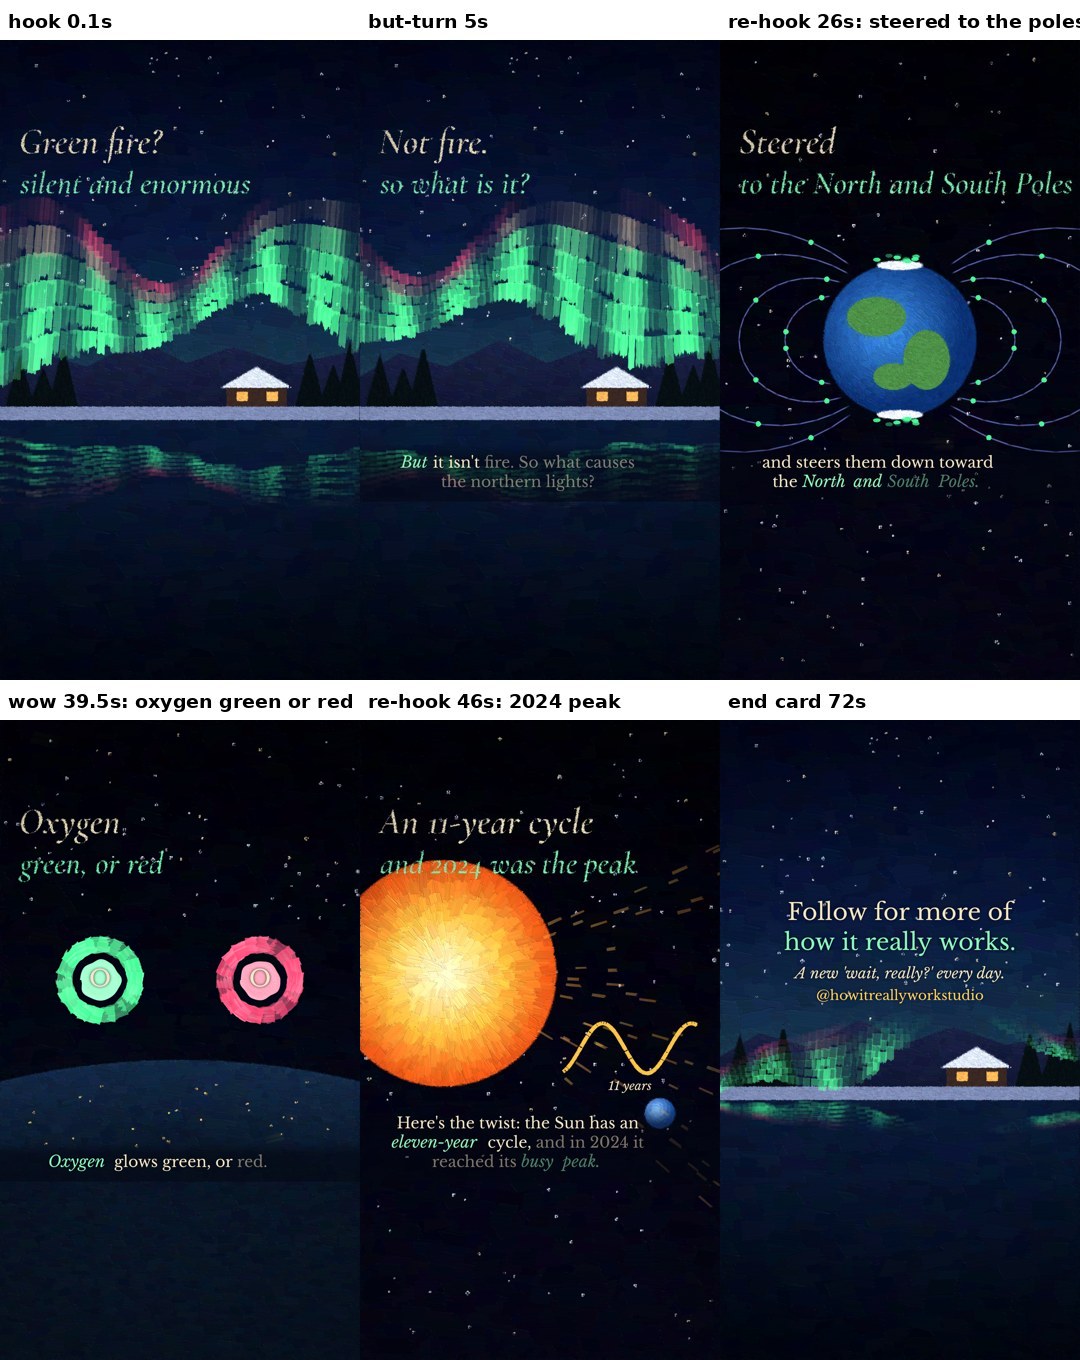 hook 0.1s
but-turn 5s
re-hook 26s: steered to the poles
Green fire?
silent and enormous
Not fire.
so what is it?
But it isn't fire. So what causes
the northern lights?
Steered
to the North and South Poles
and steers them down toward
the North and South Poles.
wow 39.5s: oxygen green or red
re-hook 46s: 2024 peak
end card 72s
Oxygen
green, or red
O
O
Oxygen glows green, or red.
An 11-year cycle
and 2024 was the peak
11 years
Here's the twist: the Sun has an
eleven-year cycle, and in 2024 it
reached its busy peak.
Follow for more of
how it really works.
A new 'wait, really?' every day.
@howitreallyworkstudio